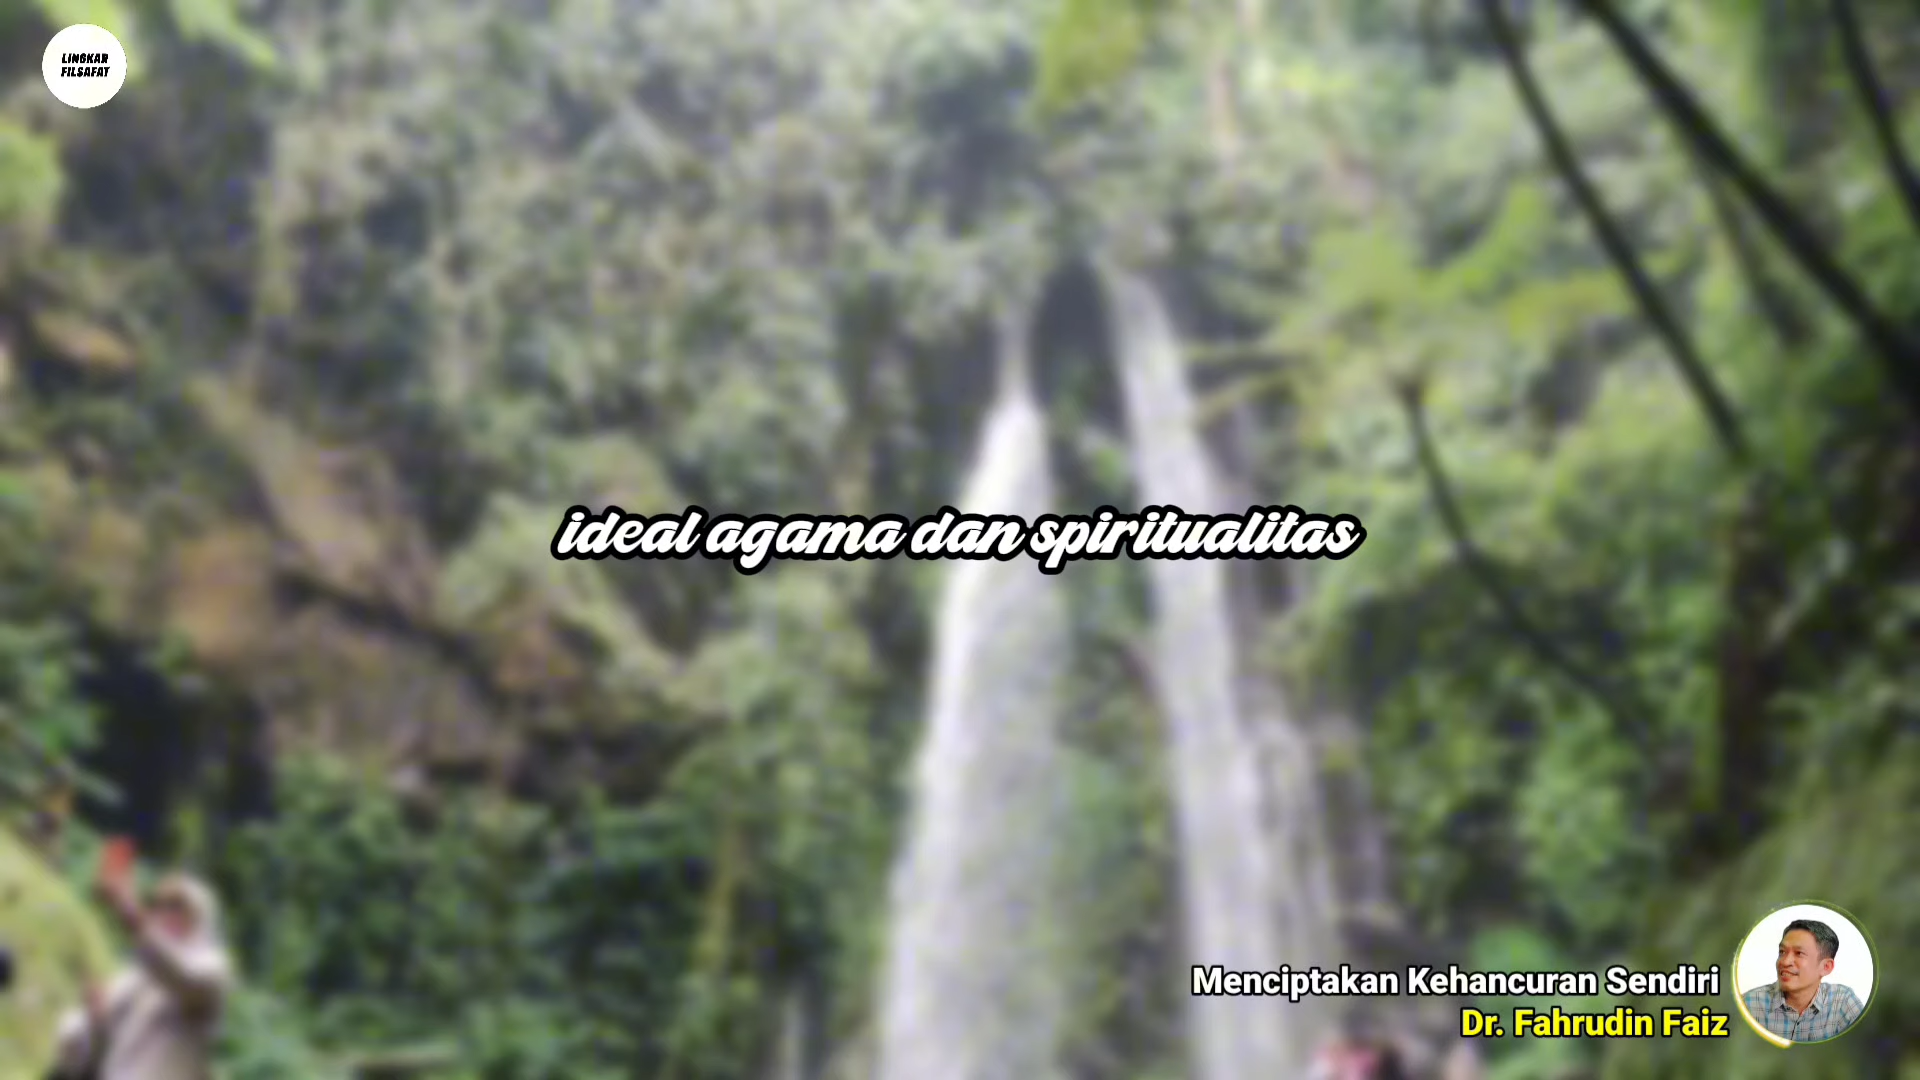 LINGKAR
FILSAFAT
ideal agama dan spiritualitas
Menciptakan Kehancuran Sendiri
Dr. Fahrudin Faiz